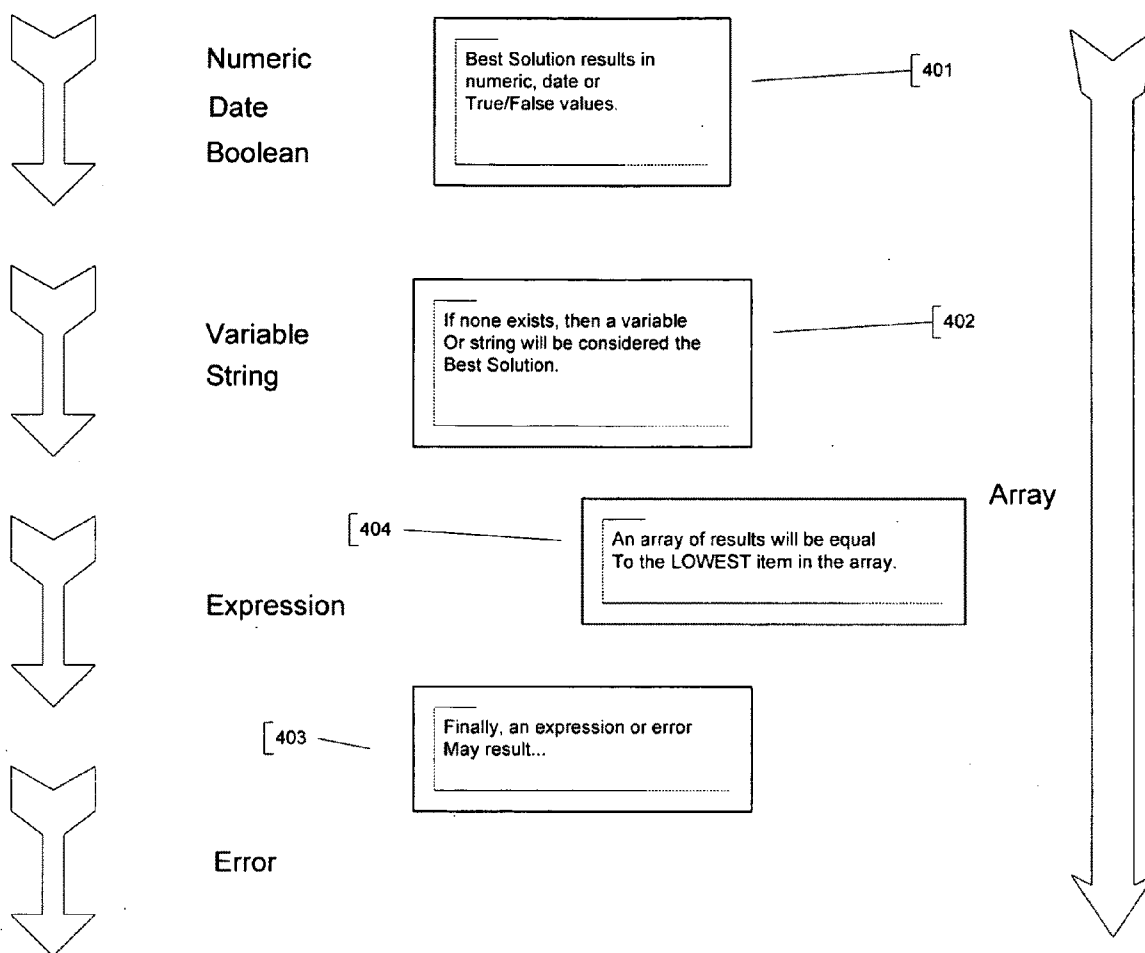 Numeric
Date
Boolean
Best Solution results in
numeric, date or
True/False values.
401
Variable
String
If none exists, then a variable
Or string will be considered the
Best Solution.
402
Array
404
An array of results will be equal
To the LOWEST item in the array.
Expression
403
Finally, an expression or error
May result...
Error